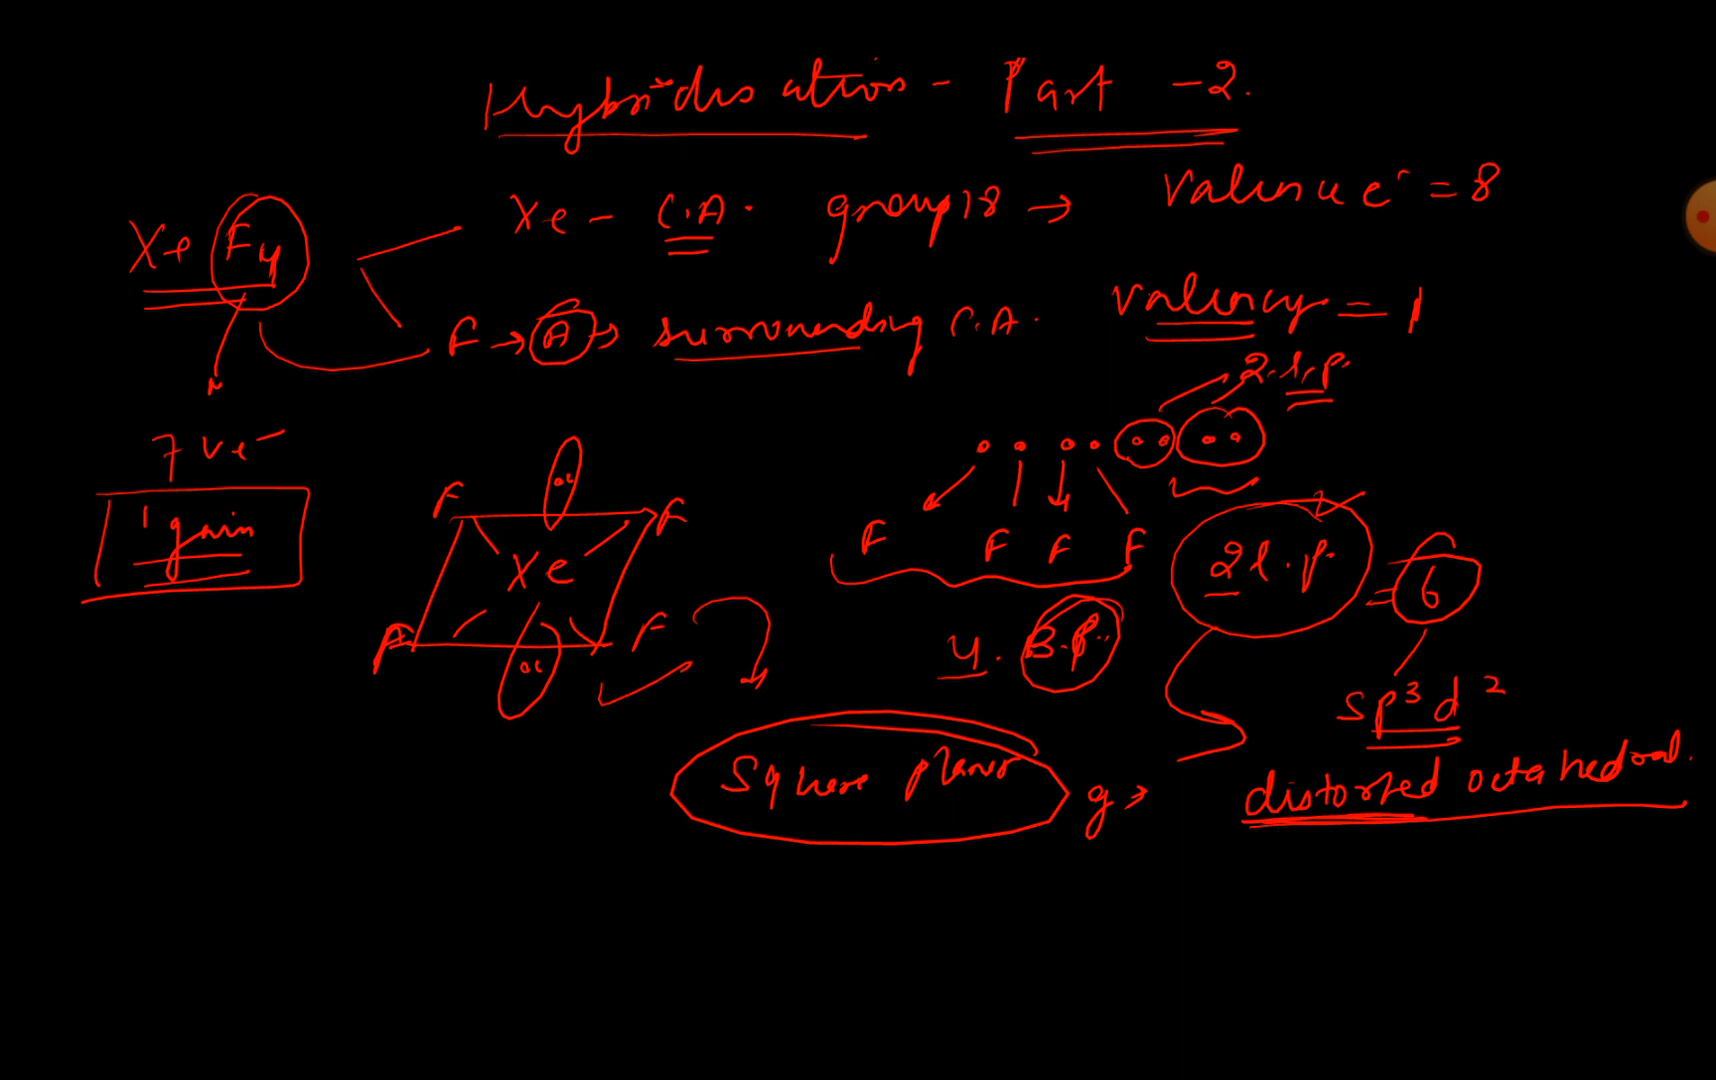 Hybridisation - Part - 2.
XeF4
Xe - C.A. group 18 → Valence e- = 8
F → A → surrounding C.A. Valency = 1
2.l.p.
7 ve-
1 gain
F F
Xe
F F
F F F F
2l.p. = 6
4. B.p.
sp³d²
Square planar g →
distorted octahedral.